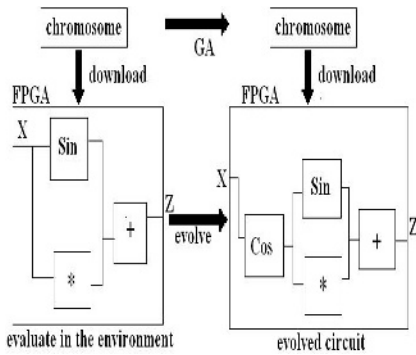 chromosome
chromosome
GA
download
download
FPGA
FPGA
X
Sin
+
Z
*
evolve
X
Cos
Sin
*
+
Z
evaluate in the environment
evolved circuit